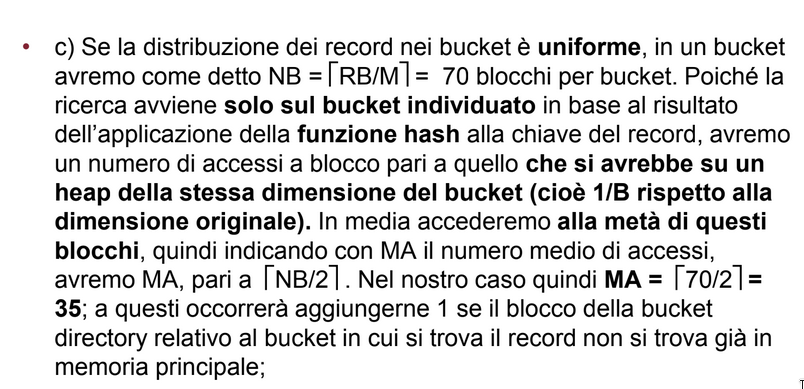 • c) Se la distribuzione dei record nei bucket è uniforme, in un bucket
avremo come detto NB =⌈RB/M⌉= 70 blocchi per bucket. Poiché la
ricerca avviene solo sul bucket individuato in base al risultato
dell’applicazione della funzione hash alla chiave del record, avremo
un numero di accessi a blocco pari a quello che si avrebbe su un
heap della stessa dimensione del bucket (cioè 1/B rispetto alla
dimensione originale). In media accederemo alla metà di questi
blocchi, quindi indicando con MA il numero medio di accessi,
avremo MA, pari a ⌈NB/2⌉. Nel nostro caso quindi MA = ⌈70/2⌉=
35; a questi occorrerà aggiungerne 1 se il blocco della bucket
directory relativo al bucket in cui si trova il record non si trova già in
memoria principale;